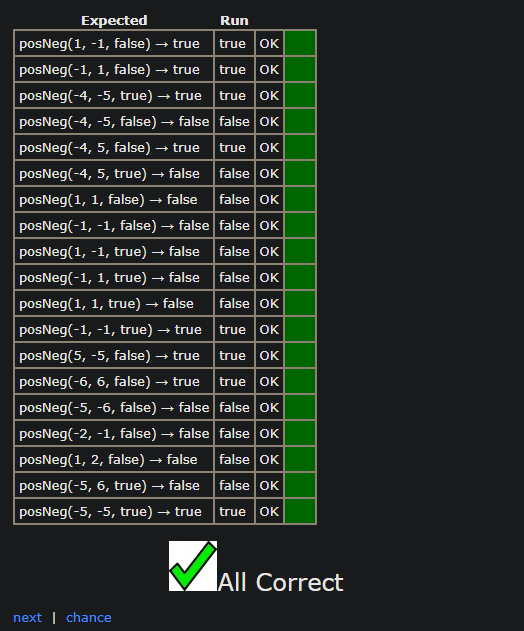 Expected Run
posNeg(1, -1, false) → true true OK
posNeg(-1, 1, false) → true true OK
posNeg(-4, -5, true) → true true OK
posNeg(-4, -5, false) → false false OK
posNeg(-4, 5, false) → true true OK
posNeg(-4, 5, true) → false false OK
posNeg(1, 1, false) → false false OK
posNeg(-1, -1, false) → false false OK
posNeg(1, -1, true) → false false OK
posNeg(-1, 1, true) → false false OK
posNeg(1, 1, true) → false false OK
posNeg(-1, -1, true) → true true OK
posNeg(5, -5, false) → true true OK
posNeg(-6, 6, false) → true true OK
posNeg(-5, -6, false) → false false OK
posNeg(-2, -1, false) → false false OK
posNeg(1, 2, false) → false false OK
posNeg(-5, 6, true) → false false OK
posNeg(-5, -5, true) → true true OK
All Correct
next | chance